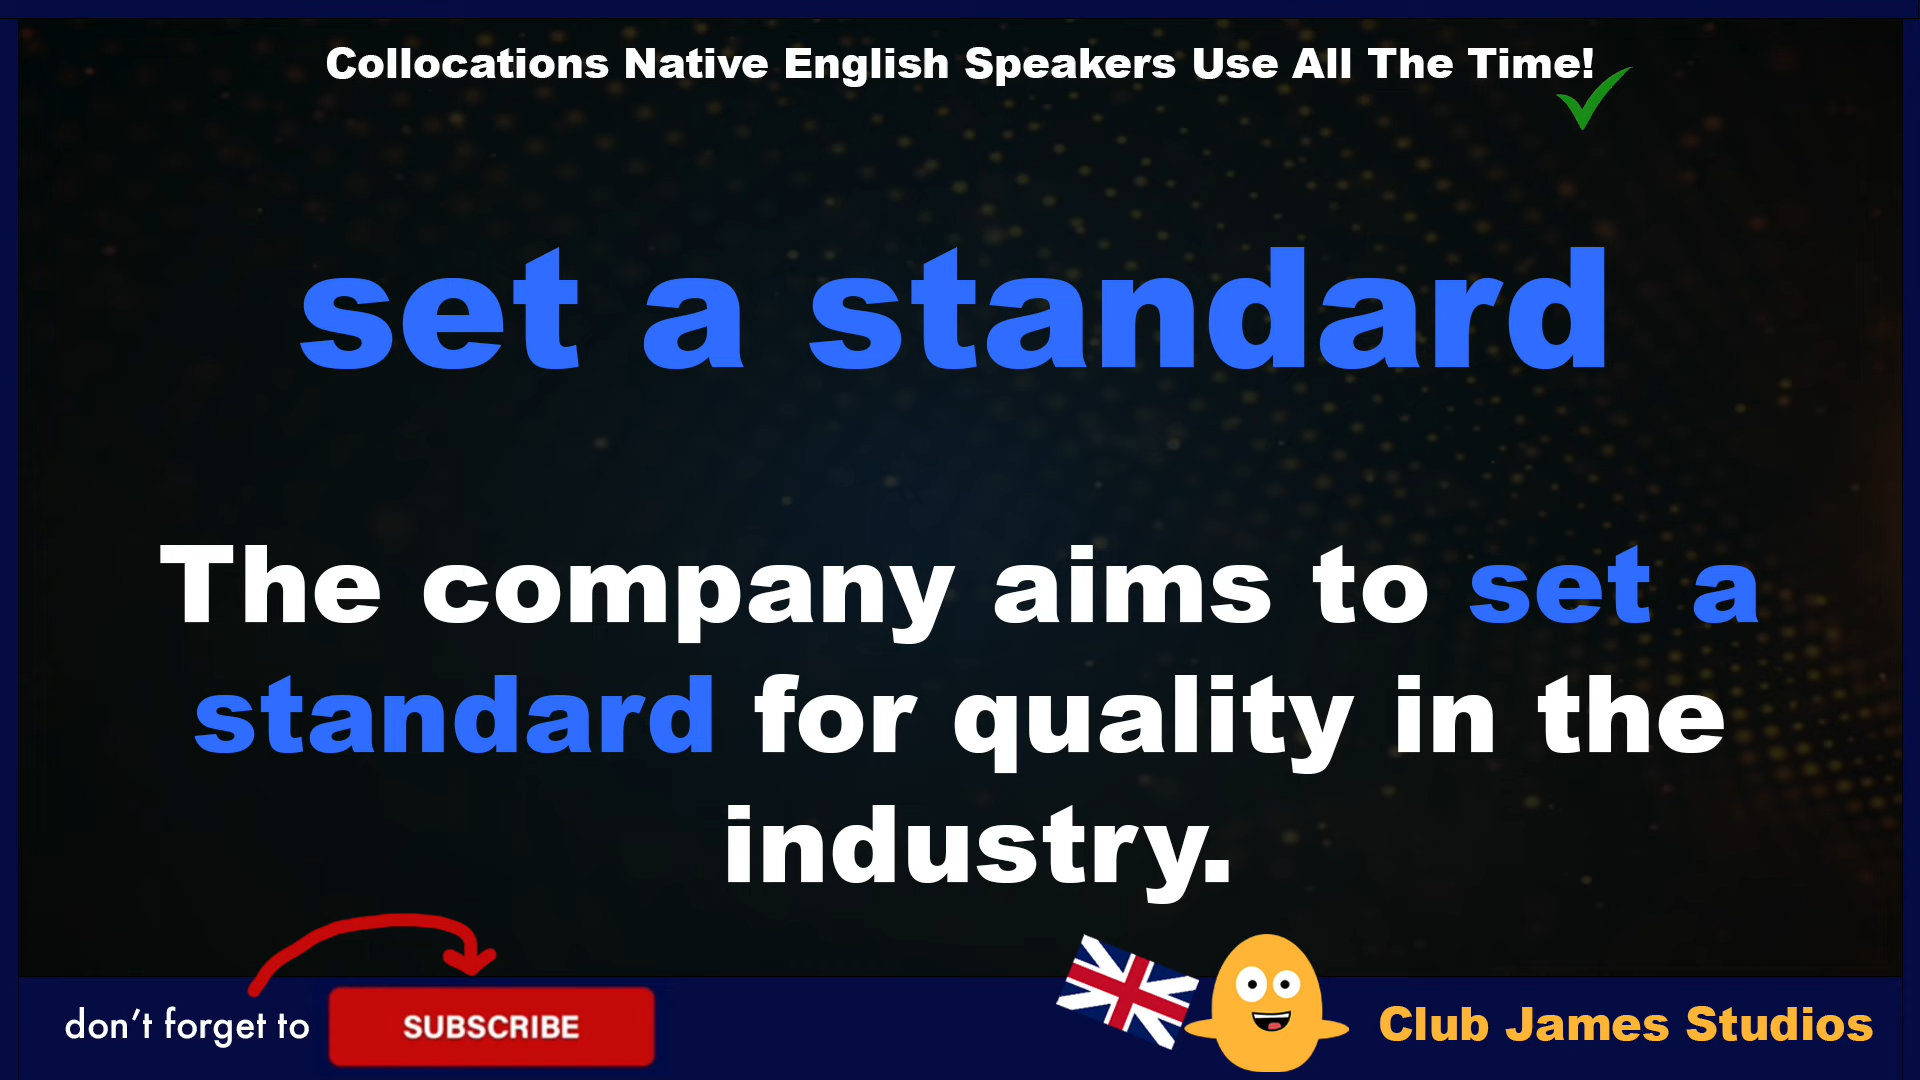 Collocations Native English Speakers Use All The Time!
set a standard
The company aims to set a
standard for quality in the
industry.
don't forget to
SUBSCRIBE
Club James Studios